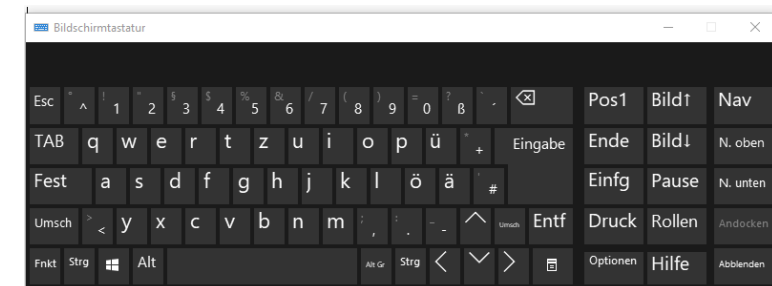 Bildschirmtastatur
Esc ° ^ ! 1 " 2 § 3 $ 4 % 5 & 6 / 7 ( 8 ) 9 = 0 ? ß ` ´ Pos1 Bild↑ Nav
TAB q w e r t z u i o p ü * + Eingabe Ende Bild↓ N. oben
Fest a s d f g h j k l ö ä ' # Einfg Pause N. unten
Umsch > < y x c v b n m ; , : . _ - Umsch Entf Druck Rollen Andocken
Fnkt Strg Alt Alt Gr Strg Optionen Hilfe Abblenden